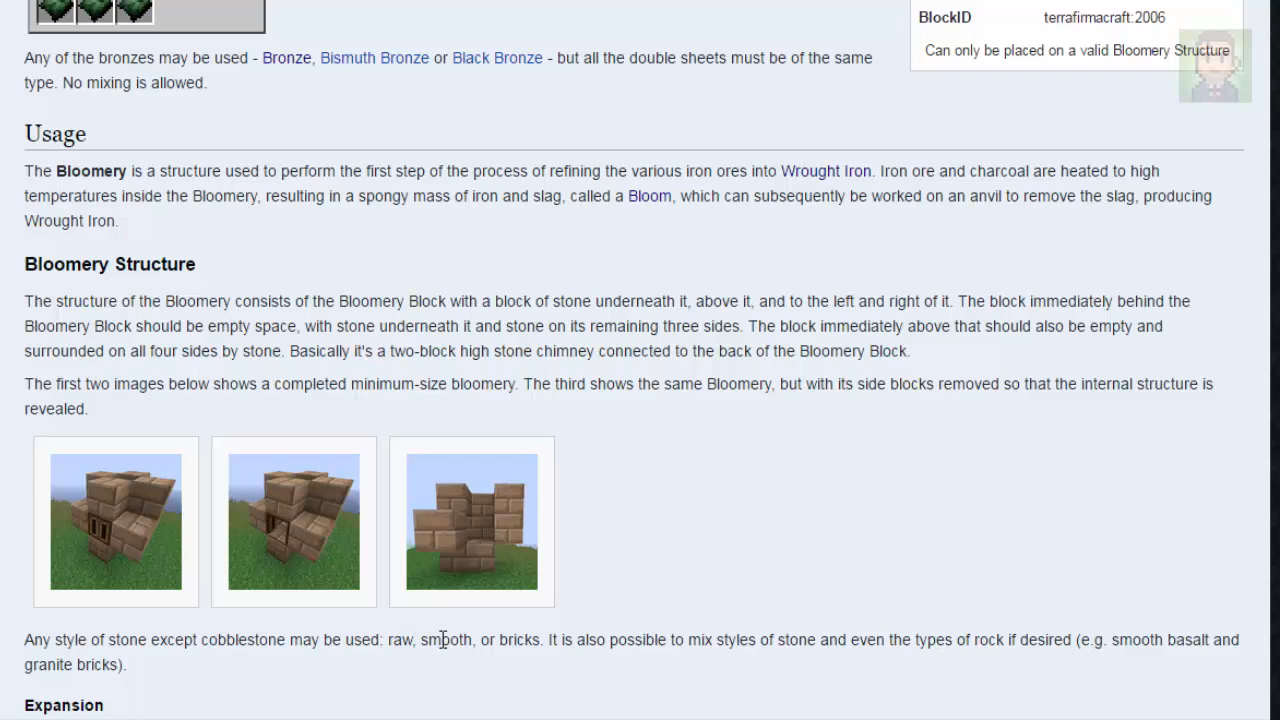 BlockID terrafirmacraft:2006
Can only be placed on a valid Bloomery Structure
Any of the bronzes may be used - Bronze, Bismuth Bronze or Black Bronze - but all the double sheets must be of the same
type. No mixing is allowed.
Usage
The Bloomery is a structure used to perform the first step of the process of refining the various iron ores into Wrought Iron. Iron ore and charcoal are heated to high
temperatures inside the Bloomery, resulting in a spongy mass of iron and slag, called a Bloom, which can subsequently be worked on an anvil to remove the slag, producing
Wrought Iron.
Bloomery Structure
The structure of the Bloomery consists of the Bloomery Block with a block of stone underneath it, above it, and to the left and right of it. The block immediately behind the
Bloomery Block should be empty space, with stone underneath it and stone on its remaining three sides. The block immediately above that should also be empty and
surrounded on all four sides by stone. Basically it's a two-block high stone chimney connected to the back of the Bloomery Block.
The first two images below shows a completed minimum-size bloomery. The third shows the same Bloomery, but with its side blocks removed so that the internal structure is
revealed.
Any style of stone except cobblestone may be used: raw, smooth, or bricks. It is also possible to mix styles of stone and even the types of rock if desired (e.g. smooth basalt and
granite bricks).
Expansion